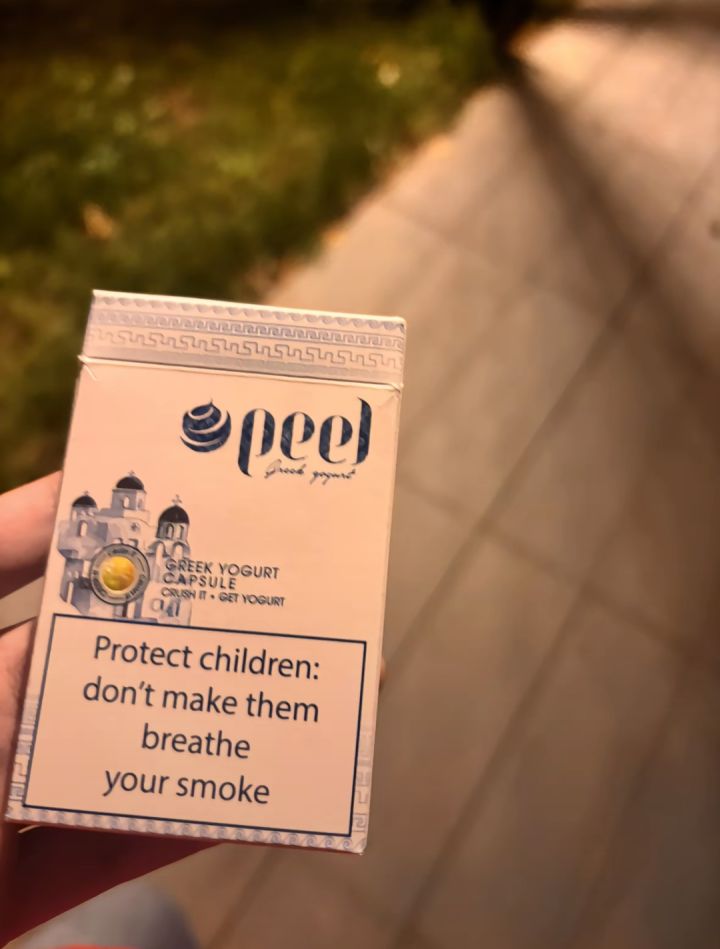 peel
Greek yogurt
GREEK YOGURT
CAPSULE
CRUSH IT • GET YOGURT
Protect children:
don't make them
breathe
your smoke